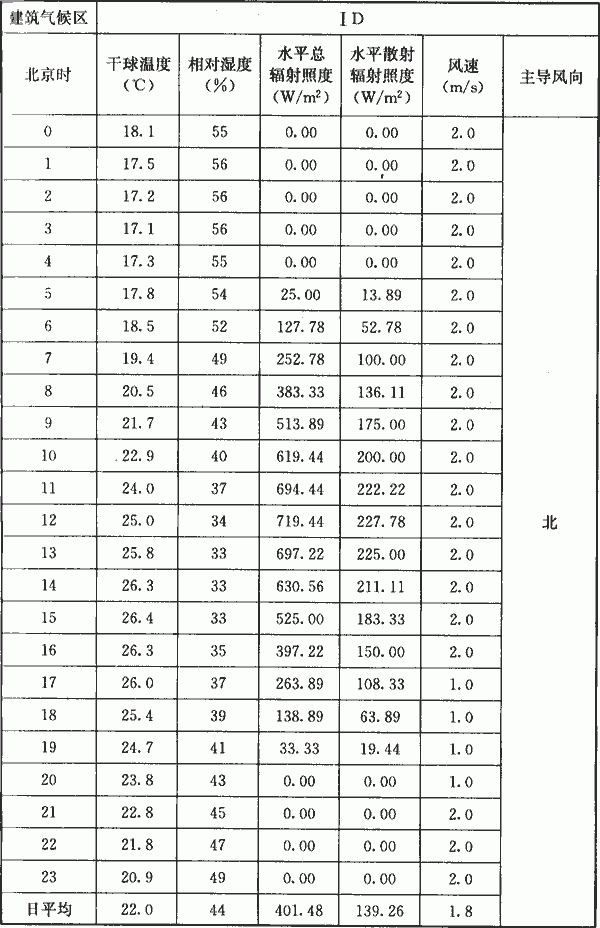 建筑气候区 ⅠD
北京时 干球温度(℃) 相对湿度(%) 水平总辐射照度(W/m²) 水平散射辐射照度(W/m²) 风速(m/s) 主导风向
0 18.1 55 0.00 0.00 2.0
1 17.5 56 0.00 0.00 2.0
2 17.2 56 0.00 0.00 2.0
3 17.1 56 0.00 0.00 2.0
4 17.3 55 0.00 0.00 2.0
5 17.8 54 25.00 13.89 2.0
6 18.5 52 127.78 52.78 2.0
7 19.4 49 252.78 100.00 2.0
8 20.5 46 383.33 136.11 2.0
9 21.7 43 513.89 175.00 2.0
10 22.9 40 619.44 200.00 2.0
11 24.0 37 694.44 222.22 2.0
12 25.0 34 719.44 227.78 2.0 北
13 25.8 33 697.22 225.00 2.0
14 26.3 33 630.56 211.11 2.0
15 26.4 33 525.00 183.33 2.0
16 26.3 35 397.22 150.00 2.0
17 26.0 37 263.89 108.33 1.0
18 25.4 39 138.89 63.89 1.0
19 24.7 41 33.33 19.44 1.0
20 23.8 43 0.00 0.00 1.0
21 22.8 45 0.00 0.00 2.0
22 21.8 47 0.00 0.00 2.0
23 20.9 49 0.00 0.00 2.0
日平均 22.0 44 401.48 139.26 1.8